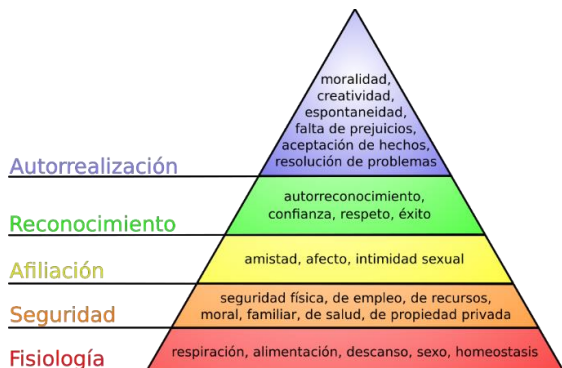 moralidad,
creatividad,
espontaneidad,
falta de prejuicios,
aceptación de hechos,
resolución de problemas
Autorrealización
autorreconocimiento,
confianza, respeto, éxito
Reconocimiento
amistad, afecto, intimidad sexual
Afiliación
seguridad física, de empleo, de recursos,
moral, familiar, de salud, de propiedad privada
Seguridad
respiración, alimentación, descanso, sexo, homeostasis
Fisiología